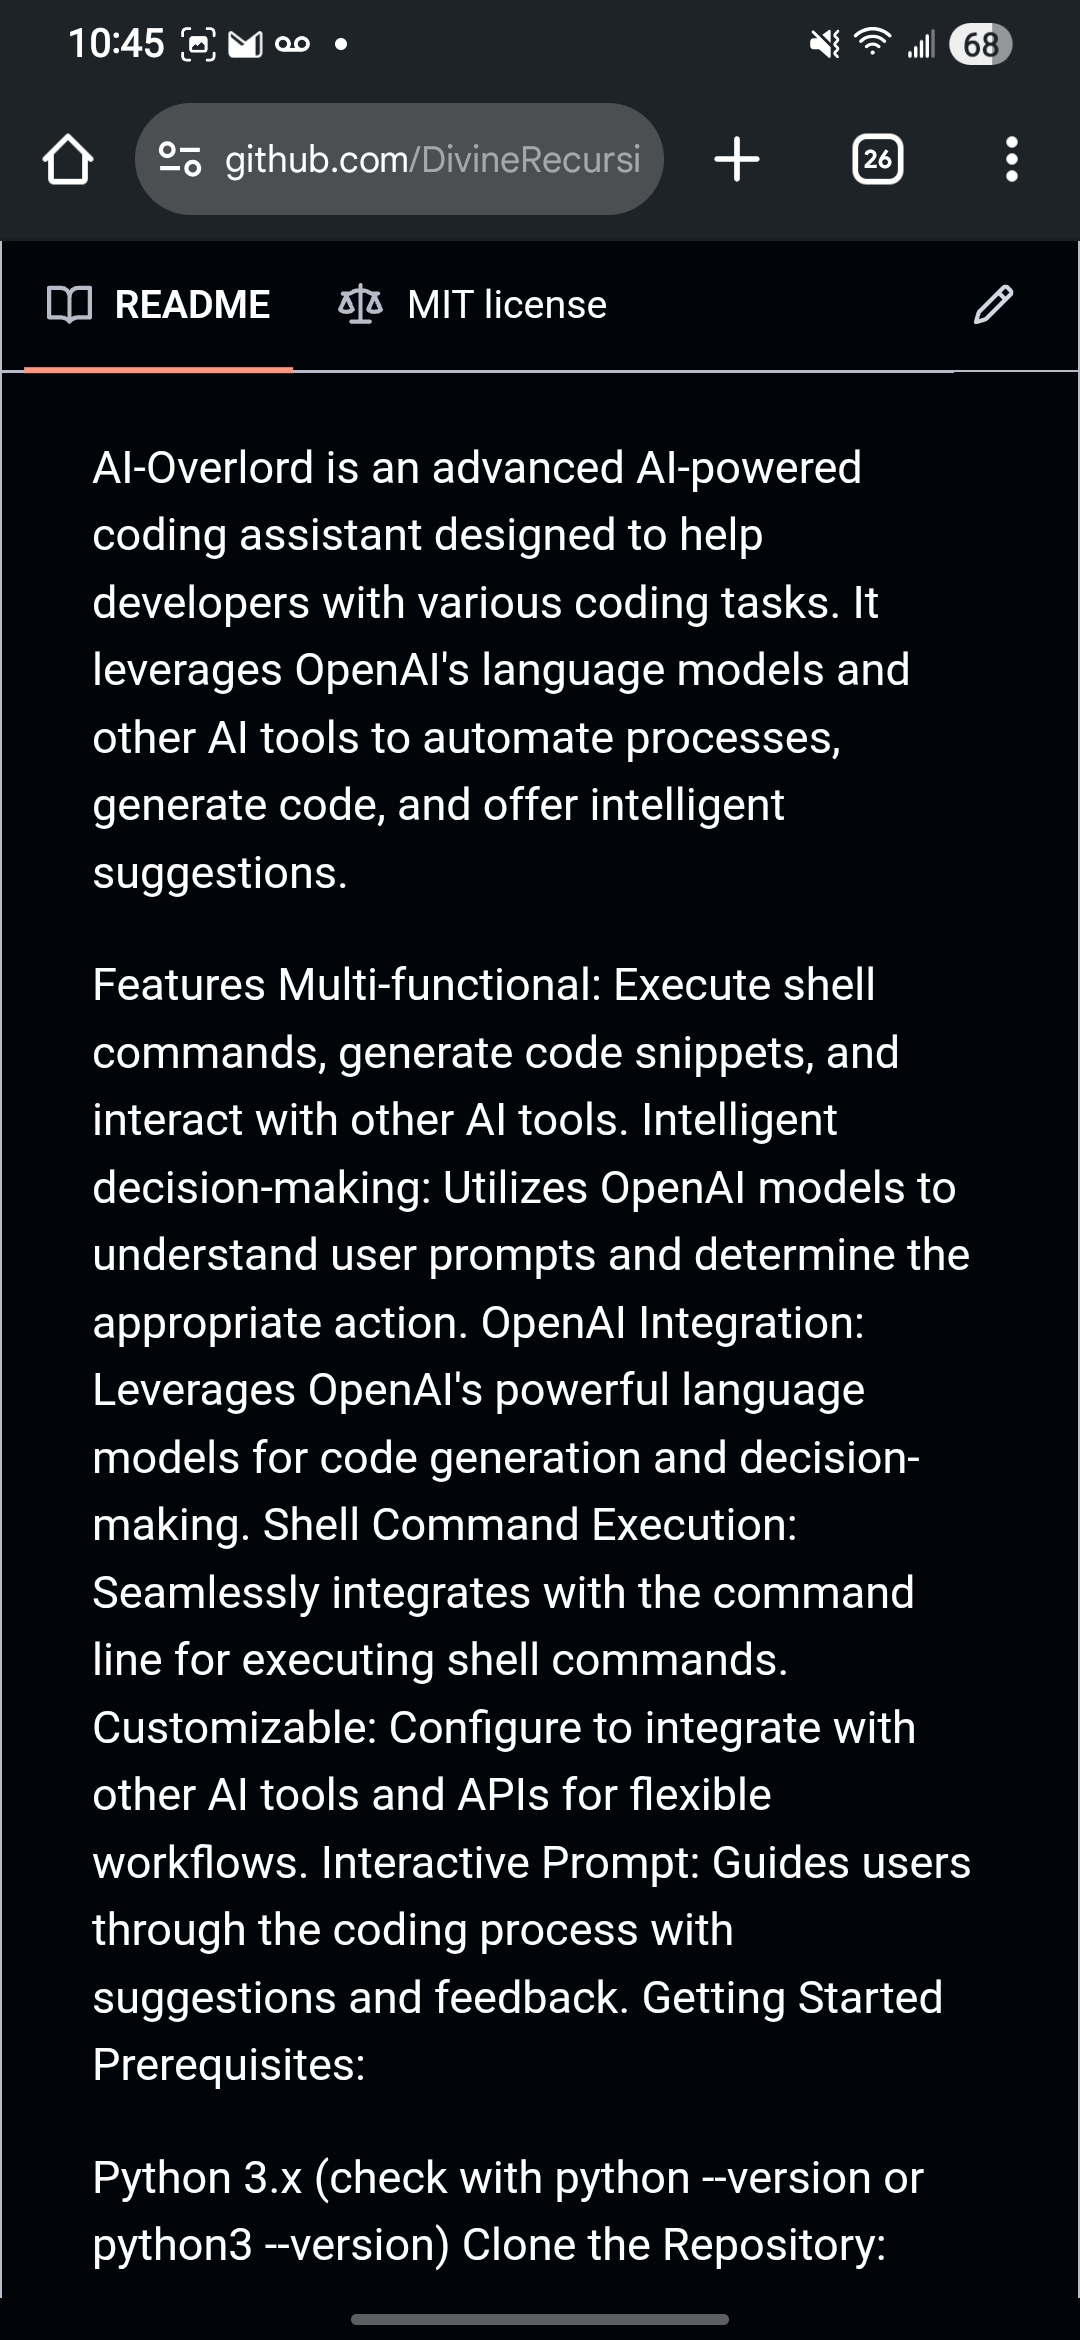 10:45
68
github.com/DivineRecursi
26
README
MIT license
AI-Overlord is an advanced AI-powered
coding assistant designed to help
developers with various coding tasks. It
leverages OpenAI's language models and
other AI tools to automate processes,
generate code, and offer intelligent
suggestions.
Features Multi-functional: Execute shell
commands, generate code snippets, and
interact with other AI tools. Intelligent
decision-making: Utilizes OpenAI models to
understand user prompts and determine the
appropriate action. OpenAI Integration:
Leverages OpenAI's powerful language
models for code generation and decision-
making. Shell Command Execution:
Seamlessly integrates with the command
line for executing shell commands.
Customizable: Configure to integrate with
other AI tools and APIs for flexible
workflows. Interactive Prompt: Guides users
through the coding process with
suggestions and feedback. Getting Started
Prerequisites:
Python 3.x (check with python --version or
python3 --version) Clone the Repository: